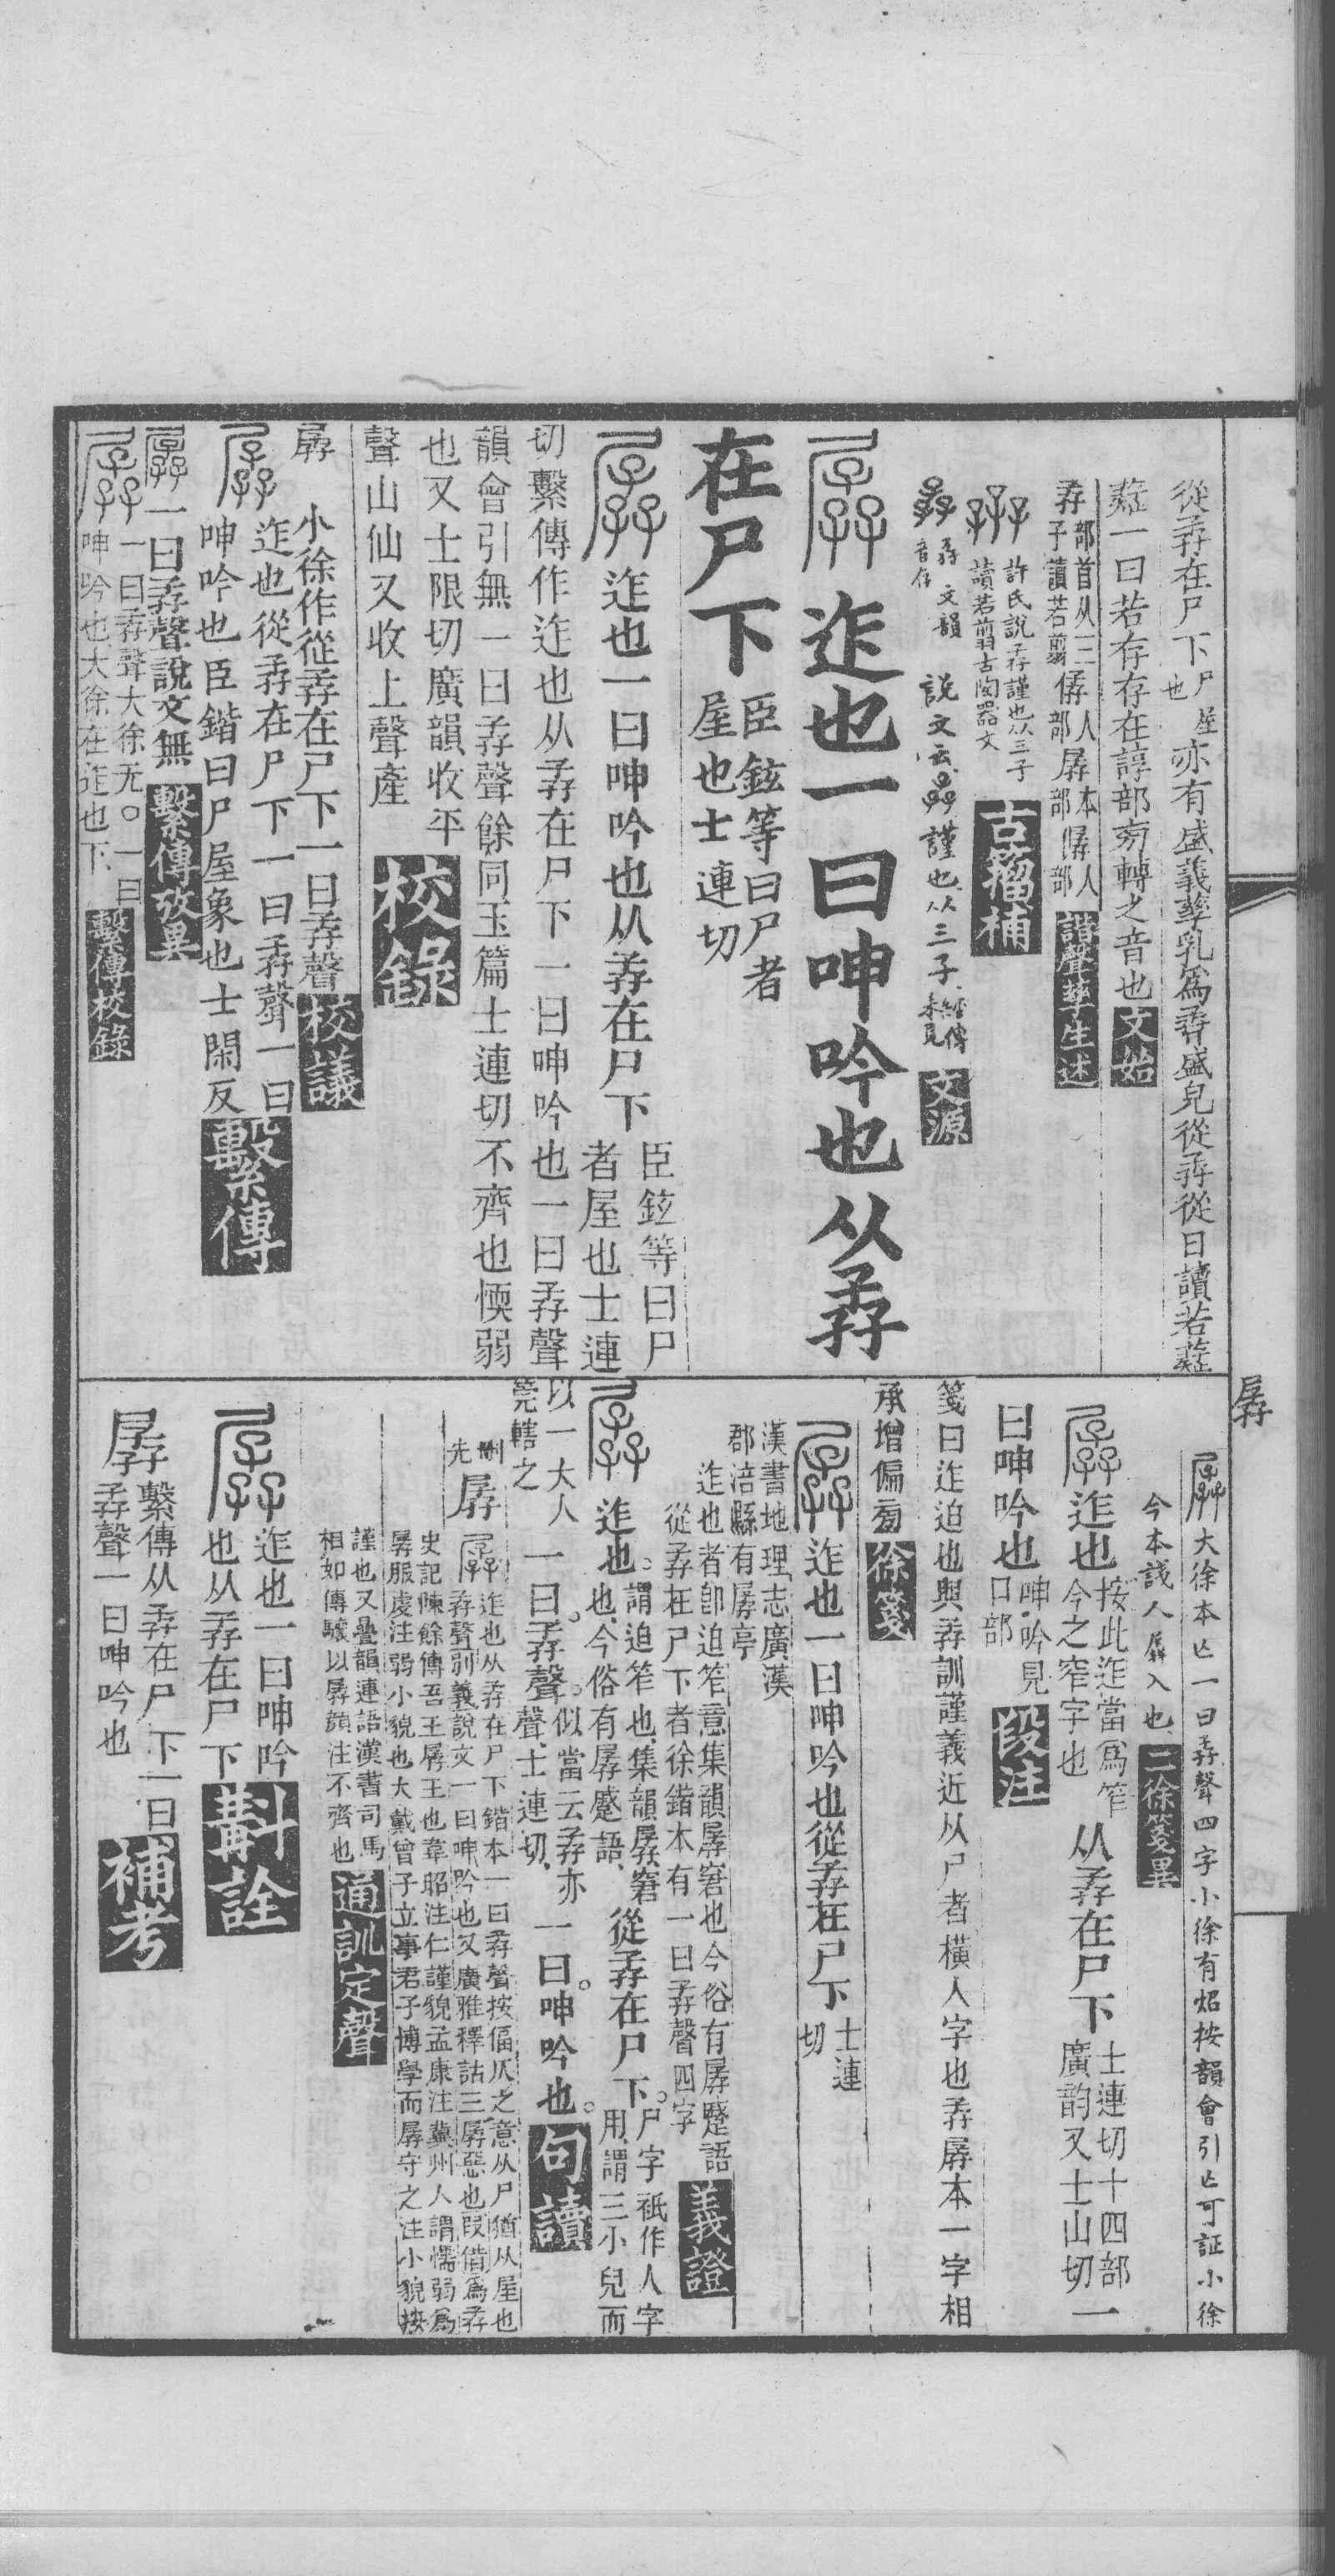 從孨在尸下尸屋也亦有盛義孳乳爲孴盛皃從孨從日讀若薿
薿一曰若存存在諄部旁轉之音也文始
孨部首从三子讀若翦僝人部孱本部僝人部諧聲孳生述
許氏說孨謹也从三子讀若翦古匋器文古籀補
孨音存文韻說文云孨謹也从三子經傳未見文源
孱迮也一曰呻吟也从孨
在尸下臣鉉等曰尸者屋也士連切
孱迮也一曰呻吟也从孨在尸下臣鉉等曰尸者屋也士連
切繫傳作迮也从孨在尸下一曰呻吟也一曰孨聲
韻會引無一曰孨聲餘同玉篇士連切不齊也愞弱
也又士限切廣韻收平
聲山仙又收上聲產校錄
孱小徐作從孨在尸下一曰孨聲校議
孱迮也從孨在尸下一曰孨聲一曰
呻吟也臣鍇曰尸屋象也士閑反繫傳
孱一曰孨聲說文無繫傳攷異
孱一曰孨聲大徐无○一曰
呻吟也大徐在迮也下繫傳校錄
孱
孱大徐本亡一曰孨聲四字小徐有炤按韻會引亡可証小徐
今本淺人羼入也二徐箋異
孱迮也按此迮當爲笮今之窄字也从孨在尸下士連切十四部廣韵又士山切一
曰呻吟也呻吟見口部段注
箋曰迮迫也與孨訓謹義近从尸者橫人字也孨孱本一字相
承增偏旁徐箋
孱迮也一曰呻吟也從孨在尸下士連切
漢書地理志廣漢
郡涪縣有孱亭
迮也者卽迫笮意集韻孱窘也今俗有孱蹙語
從孨在尸下者徐鍇本有一曰孨聲四字義證
孱迮也謂迫笮也集韻孱窘也今俗有孱蹙語從孨在尸下尸字衹作人字用謂三小兒而
以一大人筦轄之一曰孨聲似當云孨亦聲士連切一曰呻吟也句讀
刪先孱迮也从孨在尸下鍇本一曰孨聲按偪仄之意从尸猶从屋也
孨聲別義說文一曰呻吟也又廣雅釋詁三孱惡也叚借爲孨
史記陳餘傳吾王孱王也韋昭注仁謹貌孟康注冀州人謂懦弱爲
孱服虔注弱小貌也大戴曾子立事君子博學而孱守之注小貌按
謹也又疊韻連語漢書司馬
相如傳驟以孱顏注不齊也通訓定聲
孱迮也一曰呻吟
也从孨在尸下斠詮
孱繫傳从孨在尸下一曰
孨聲一曰呻吟也補考